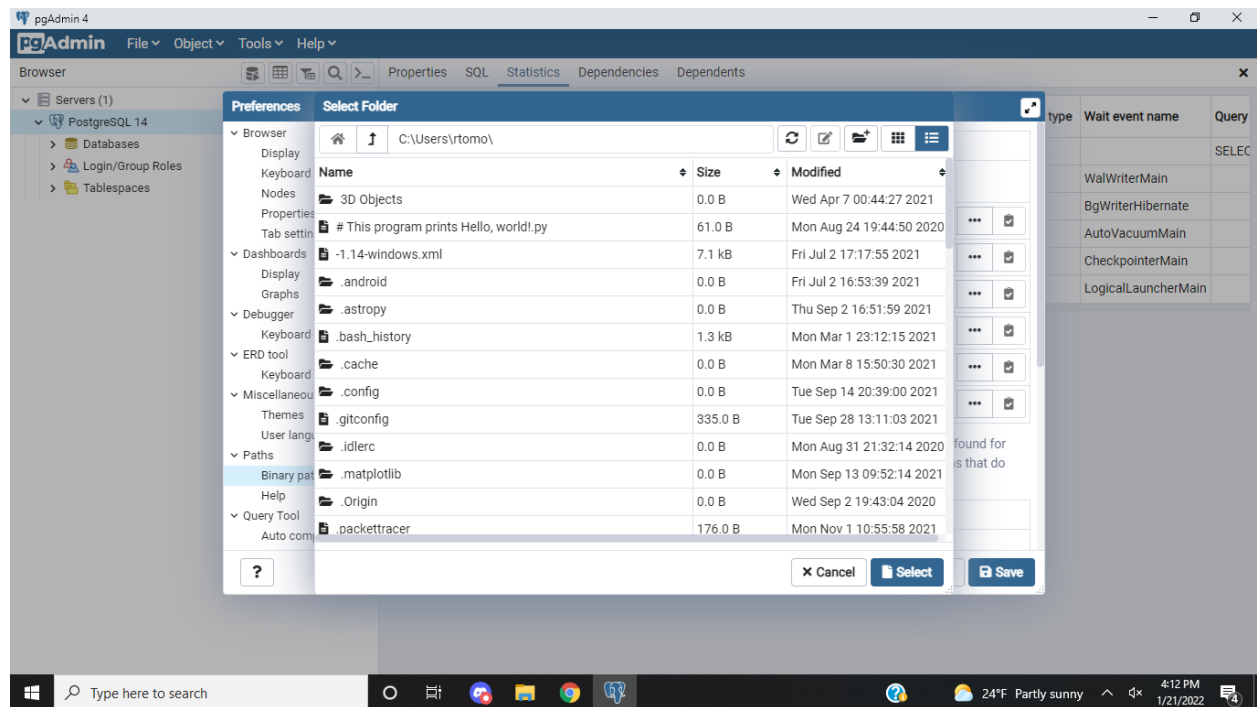 pgAdmin 4
pgAdmin File Object Tools Help
Browser
Properties SQL Statistics Dependencies Dependents
Servers (1)
PostgreSQL 14
Databases
Login/Group Roles
Tablespaces
Preferences
Browser
Display
Keyboard
Nodes
Properties
Tab settin
Dashboards
Display
Graphs
Debugger
Keyboard
ERD tool
Keyboard
Miscellaneou
Themes
User langu
Paths
Binary pat
Help
Query Tool
Auto com
?
Select Folder
C:\Users\rtomo\
Name Size Modified
3D Objects 0.0 B Wed Apr 7 00:44:27 2021
# This program prints Hello, world!.py 61.0 B Mon Aug 24 19:44:50 2020
-1.14-windows.xml 7.1 kB Fri Jul 2 17:17:55 2021
.android 0.0 B Fri Jul 2 16:53:39 2021
.astropy 0.0 B Thu Sep 2 16:51:59 2021
.bash_history 1.3 kB Mon Mar 1 23:12:15 2021
.cache 0.0 B Mon Mar 8 15:50:30 2021
.config 0.0 B Tue Sep 14 20:39:00 2021
.gitconfig 335.0 B Tue Sep 28 13:11:03 2021
.idlerc 0.0 B Mon Aug 31 21:32:14 2020
.matplotlib 0.0 B Mon Sep 13 09:52:14 2021
.Origin 0.0 B Wed Sep 2 19:43:04 2020
.packettracer 176.0 B Mon Nov 1 10:55:58 2021
Cancel Select
found for
s that do
Save
type Wait event name Query
SELEC
WalWriterMain
BgWriterHibernate
AutoVacuumMain
CheckpointerMain
LogicalLauncherMain
Type here to search
24°F Partly sunny
4:12 PM
1/21/2022
4